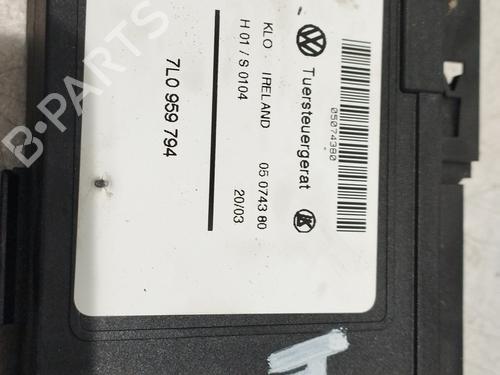 05074380
Tuersteuergerat
KLO - IRELAND 05 0743 80
H 01 / S 0104 20/03
7L0 959 794
B-PARTS